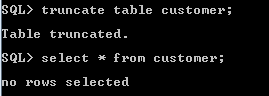 SQL> truncate table customer;
Table truncated.
SQL> select * from customer;
no rows selected